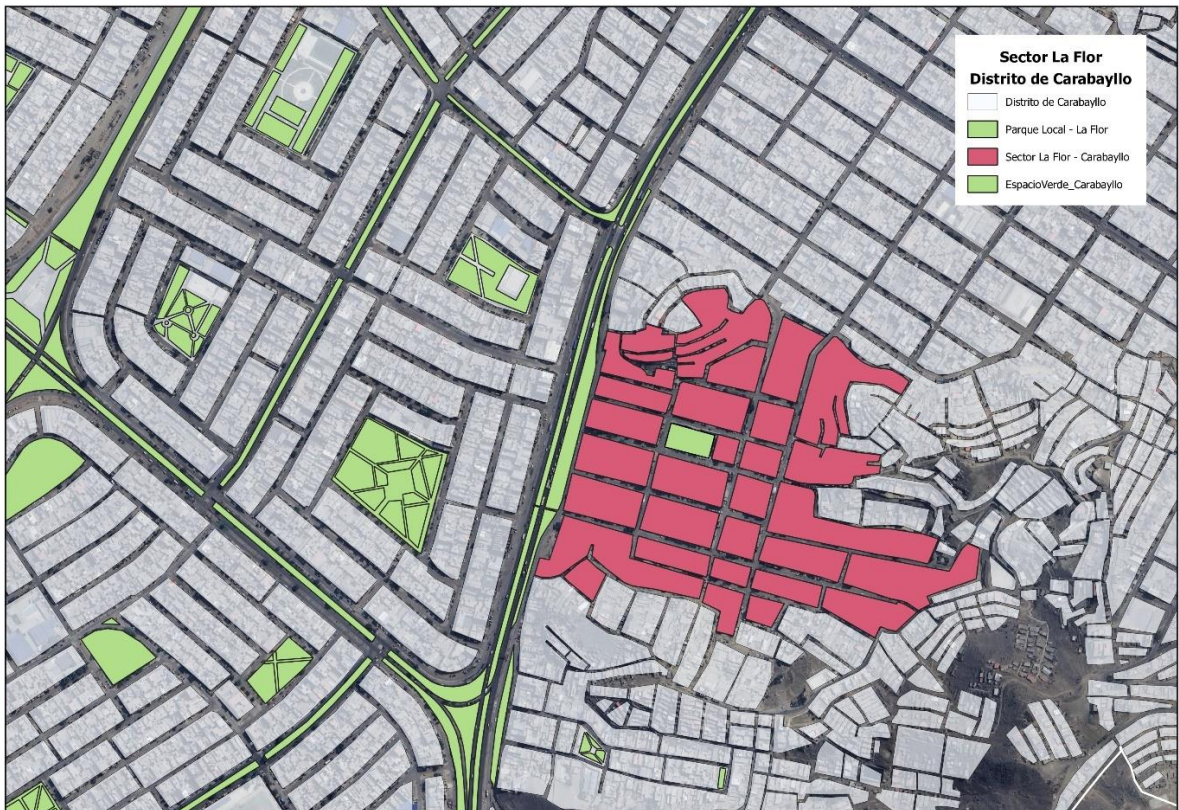 Sector La Flor
Distrito de Carabayllo
Distrito de Carabayllo
Parque Local - La Flor
Sector La Flor - Carabayllo
EspacioVerde_Carabayllo